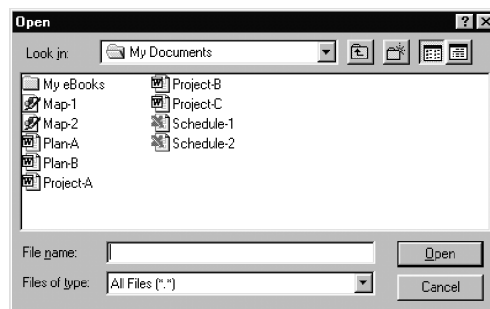 Open
Look in: My Documents
My eBooks
Map-1
Map-2
Plan-A
Plan-B
Project-A
Project-B
Project-C
Schedule-1
Schedule-2
File name:
Open
Files of type: All Files (*.*)
Cancel